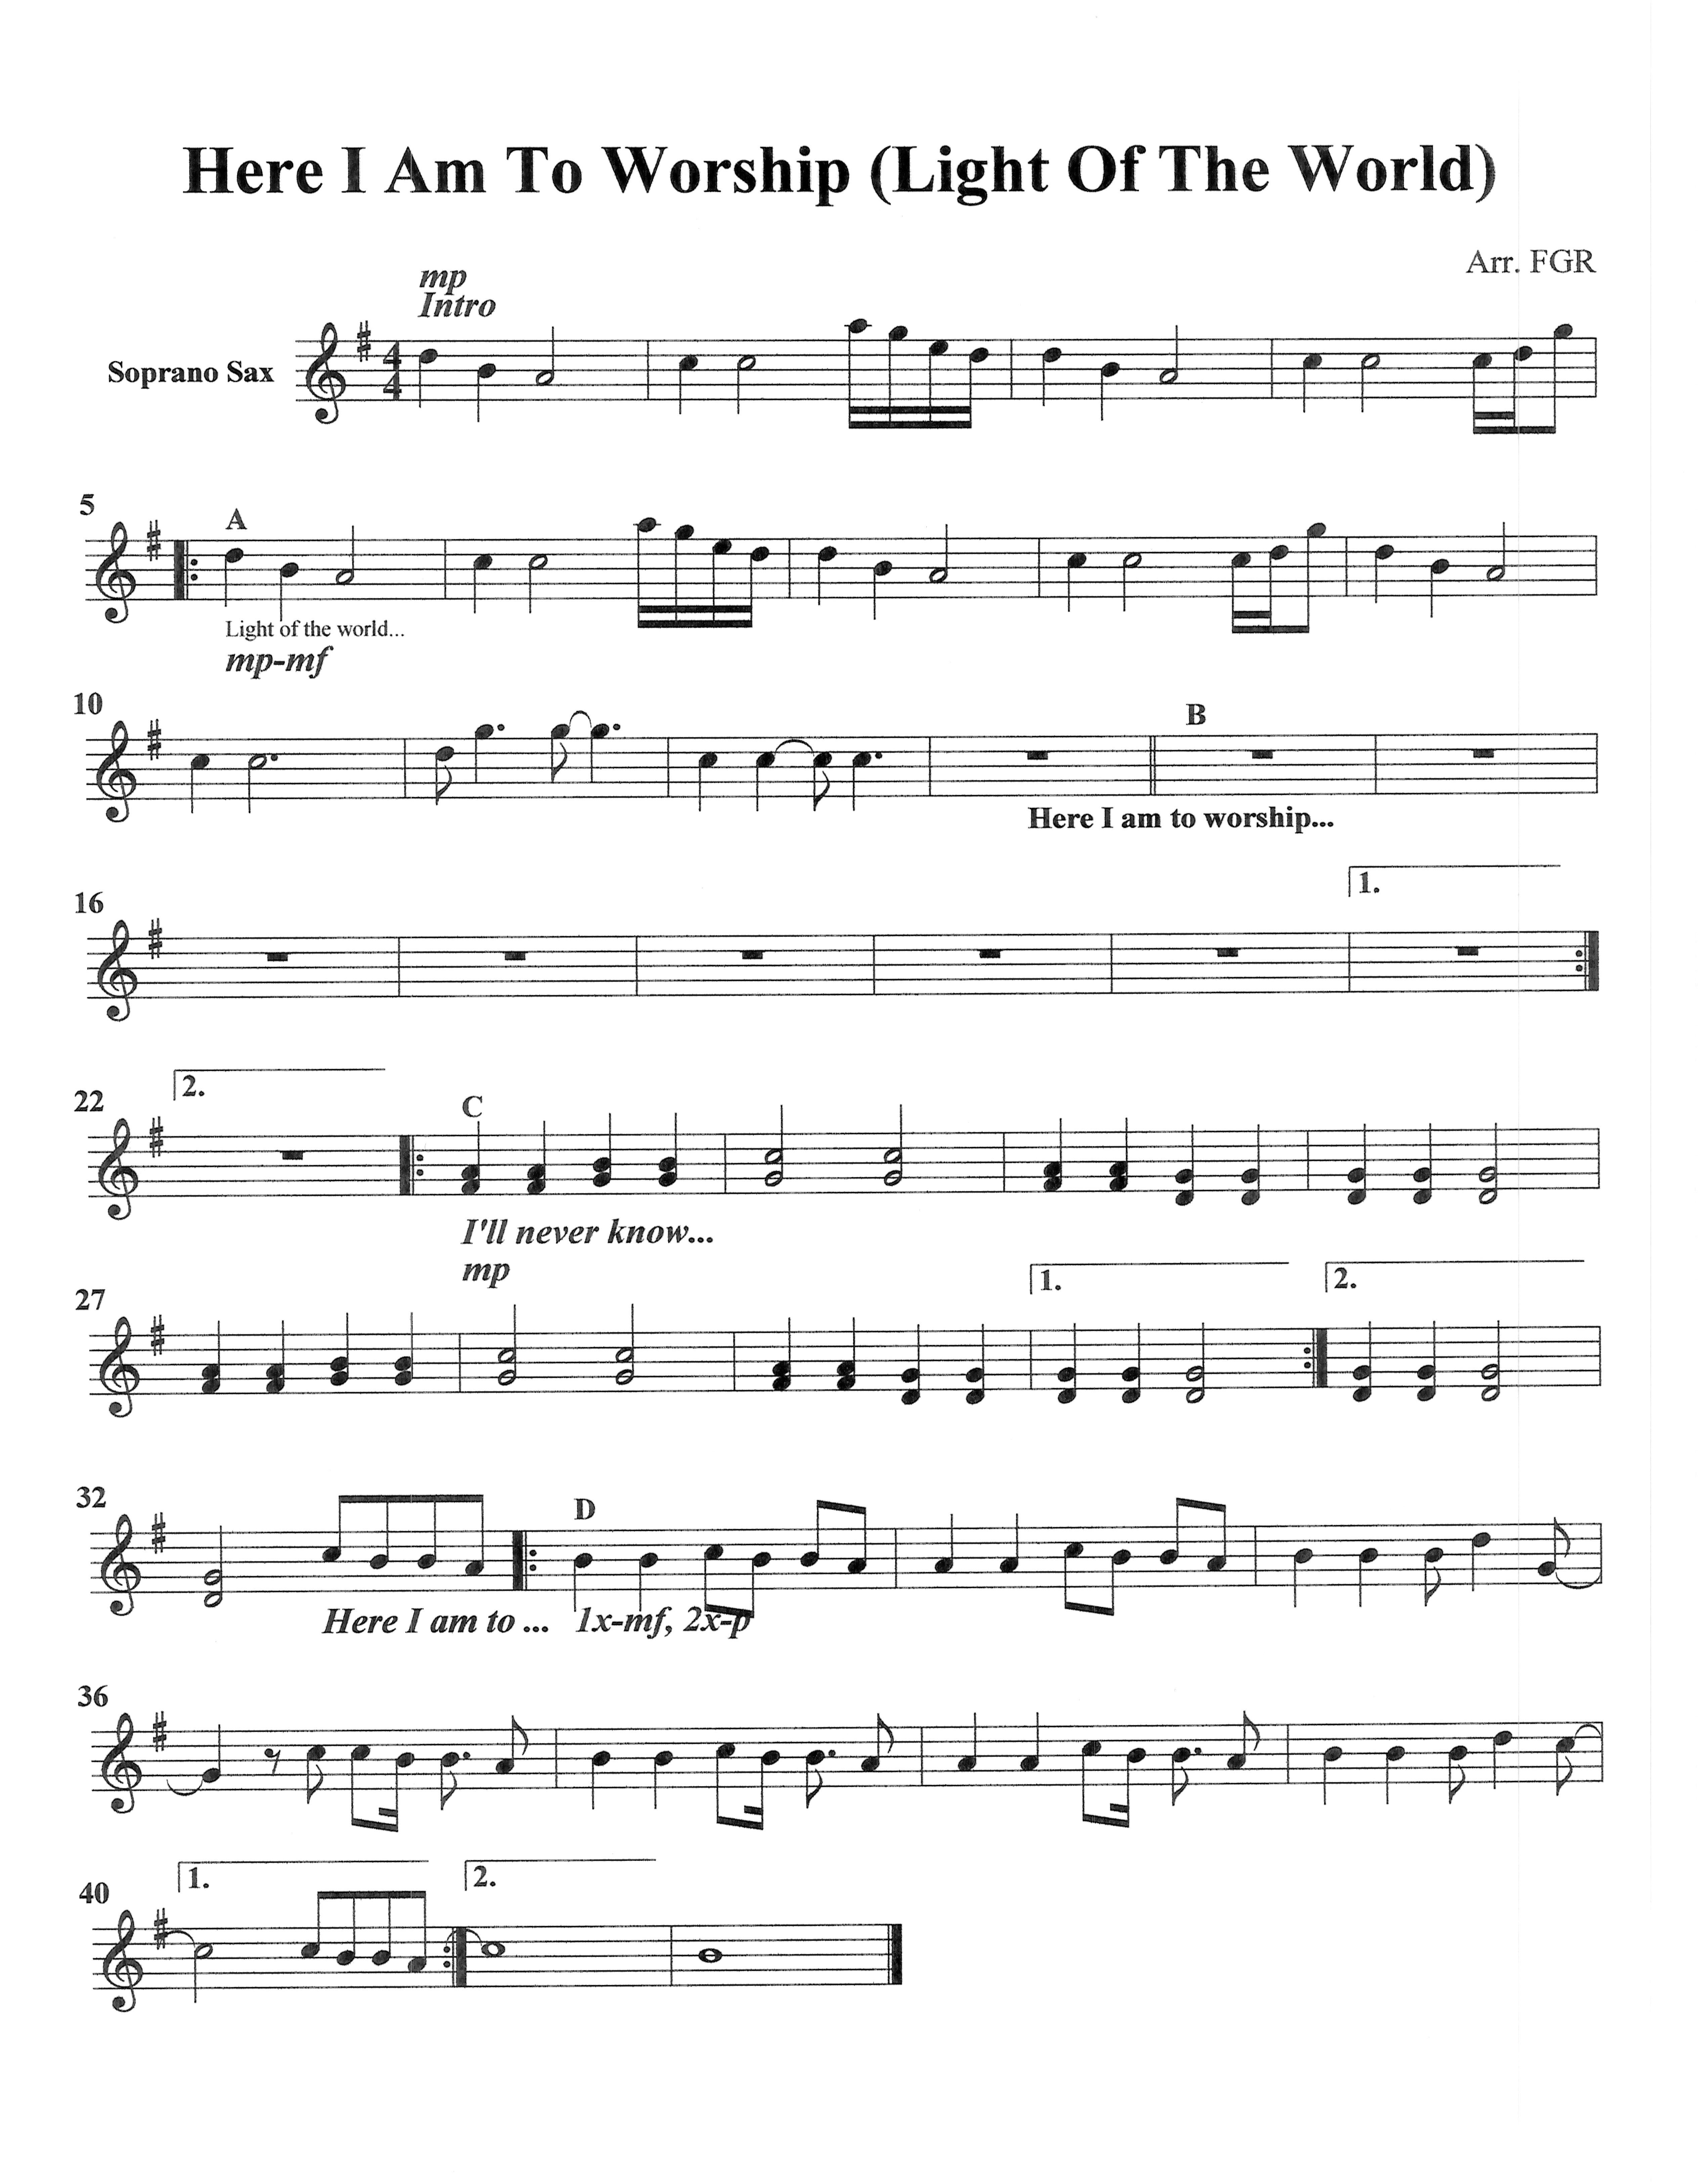 Here I Am To Worship (Light Of The World)
Arr. FGR
mp
Intro
Soprano Sax
4
4
5
A
Light of the world...
mp-mf
10
B
Here I am to worship...
16
1.
22
2.
C
I'll never know...
mp
27
1.
2.
32
D
Here I am to ... 1x-mf, 2x-p
36
40
1.
2.